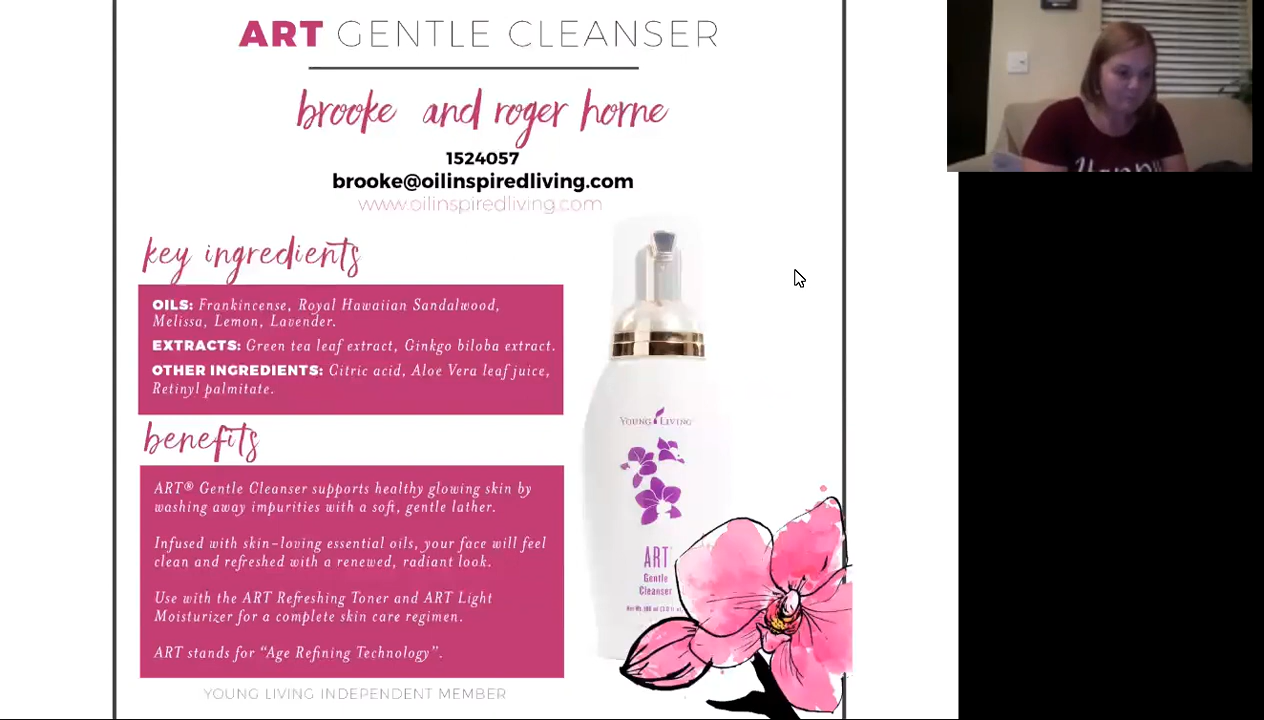 ART GENTLE CLEANSER
brooke and roger horne
1524057
brooke@oilinspiredliving.com
www.oilinspiredliving.com
key ingredients
OILS: Frankincense, Royal Hawaiian Sandalwood,
Melissa, Lemon, Lavender.
EXTRACTS: Green tea leaf extract, Ginkgo biloba extract.
OTHER INGREDIENTS: Citric acid, Aloe Vera leaf juice,
Retinyl palmitate.
benefits
ART® Gentle Cleanser supports healthy glowing skin by
washing away impurities with a soft, gentle lather.
Infused with skin-loving essential oils, your face will feel
clean and refreshed with a renewed, radiant look.
Use with the ART Refreshing Toner and ART Light
Moisturizer for a complete skin care regimen.
ART stands for “Age Refining Technology”.
YOUNG LIVING INDEPENDENT MEMBER
YOUNG LIVING
ART
Gentle
Cleanser
Happy